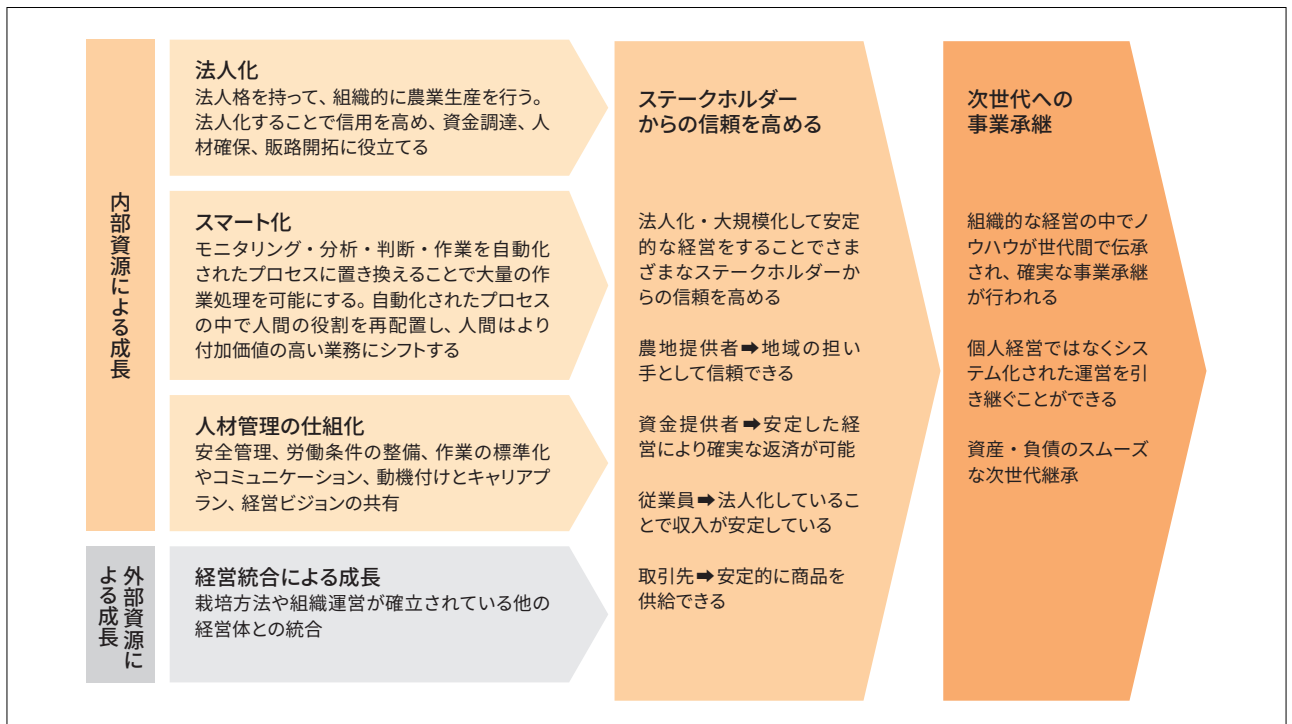 内部資源による成長
法人化
法人格を持って、組織的に農業生産を行う。
法人化することで信用を高め、資金調達、人
材確保、販路開拓に役立てる
スマート化
モニタリング・分析・判断・作業を自動化
されたプロセスに置き換えることで大量の作
業処理を可能にする。自動化されたプロセス
の中で人間の役割を再配置し、人間はより
付加価値の高い業務にシフトする
人材管理の仕組化
安全管理、労働条件の整備、作業の標準化
やコミュニケーション、動機付けとキャリアプ
ラン、経営ビジョンの共有
外部資源に
よる成長
経営統合による成長
栽培方法や組織運営が確立されている他の
経営体との統合
ステークホルダー
からの信頼を高める
法人化・大規模化して安定
的な経営をすることでさま
ざまなステークホルダーか
らの信頼を高める
農地提供者➡地域の担い
手として信頼できる
資金提供者➡安定した経
営により確実な返済が可能
従業員➡法人化しているこ
とで収入が安定している
取引先➡安定的に商品を
供給できる
次世代への
事業承継
組織的な経営の中でノ
ウハウが世代間で伝承
され、確実な事業承継
が行われる
個人経営ではなくシス
テム化された運営を引
き継ぐことができる
資産・負債のスムーズ
な次世代継承